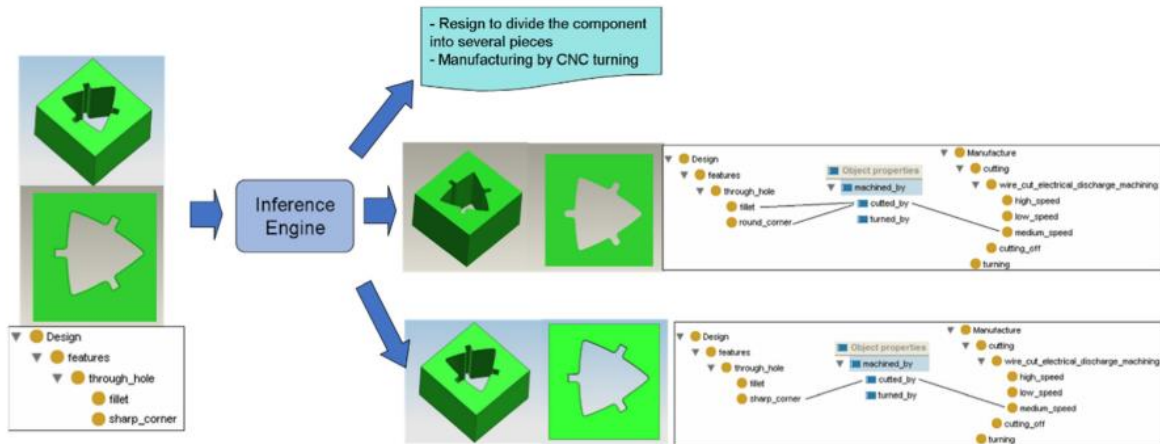 - Resign to divide the component
into several pieces
- Manufacturing by CNC turning
Inference
Engine
Design
features
through_hole
fillet
sharp_corner
Design
features
through_hole
fillet
round_corner
Object properties
machined_by
cutted_by
turned_by
Manufacture
cutting
wire_cut_electrical_discharge_machining
high_speed
low_speed
medium_speed
cutting_off
turning
Design
features
through_hole
fillet
sharp_corner
Object properties
machined_by
cutted_by
turned_by
Manufacture
cutting
wire_cut_electrical_discharge_machining
high_speed
low_speed
medium_speed
cutting_off
turning